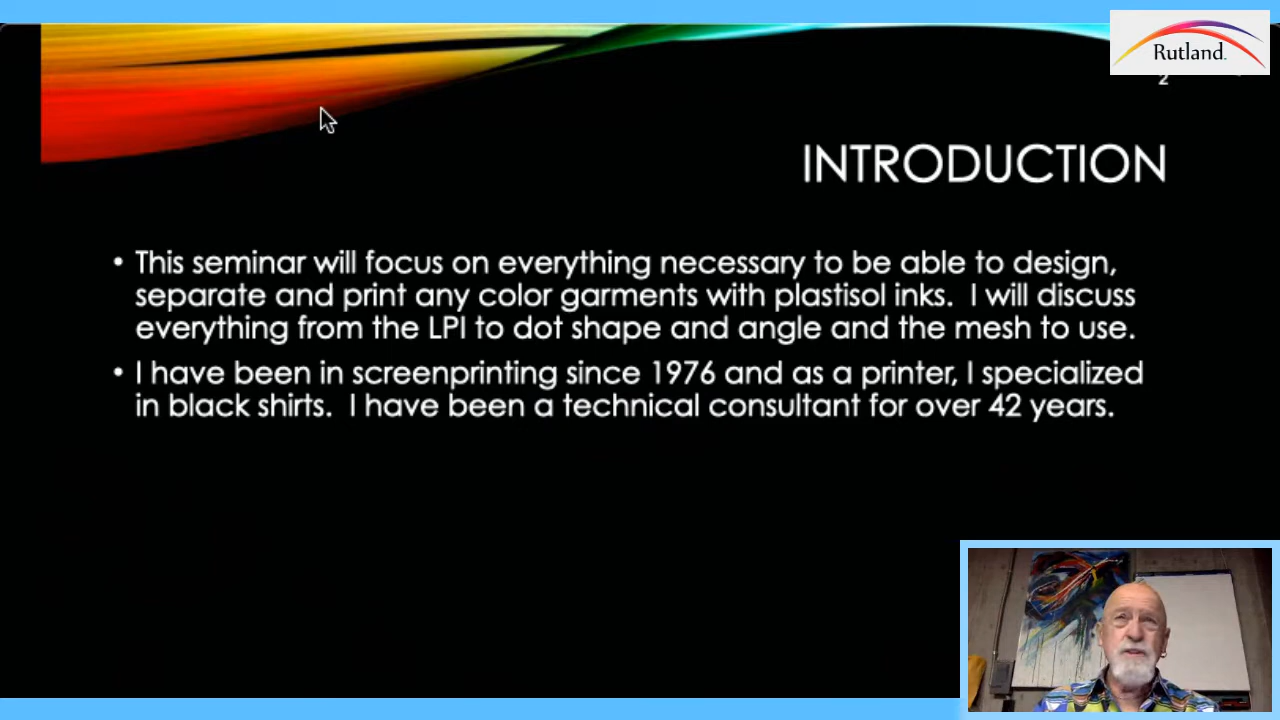 Rutland.
2
INTRODUCTION
• This seminar will focus on everything necessary to be able to design,
separate and print any color garments with plastisol inks.  I will discuss
everything from the LPI to dot shape and angle and the mesh to use.
• I have been in screenprinting since 1976 and as a printer, I specialized
in black shirts.  I have been a technical consultant for over 42 years.